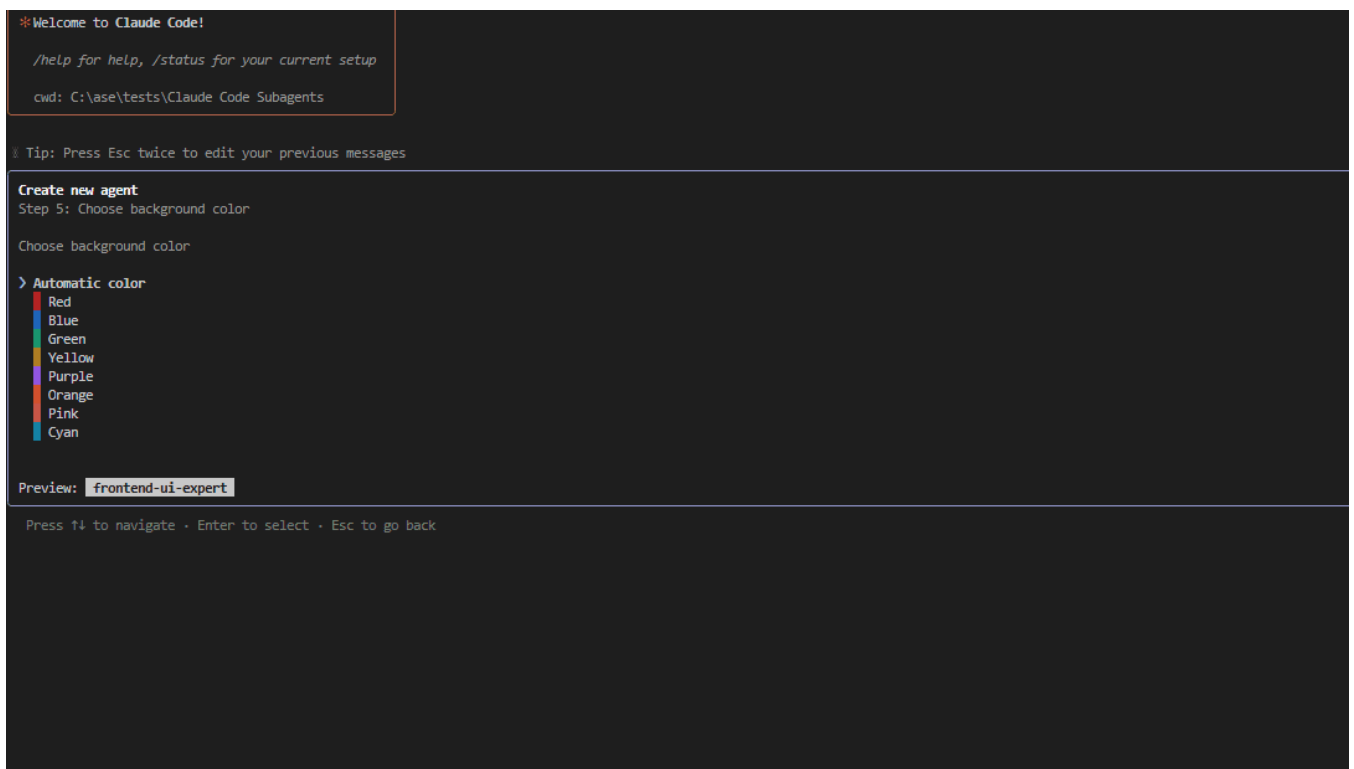 *Welcome to Claude Code!
/help for help, /status for your current setup
cwd: C:\ase\tests\Claude Code Subagents
Tip: Press Esc twice to edit your previous messages
Create new agent
Step 5: Choose background color
Choose background color
❯ Automatic color
Red
Blue
Green
Yellow
Purple
Orange
Pink
Cyan
Preview: frontend-ui-expert
Press ↑↓ to navigate · Enter to select · Esc to go back